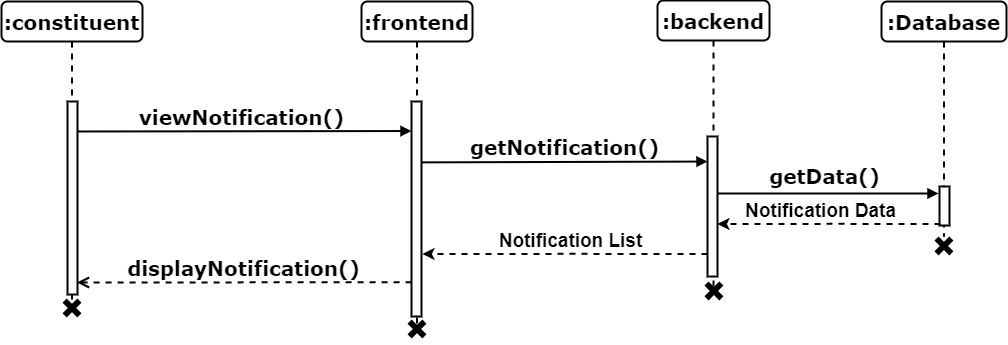 :constituent
:frontend
:backend
:Database
viewNotification()
getNotification()
getData()
Notification Data
Notification List
displayNotification()